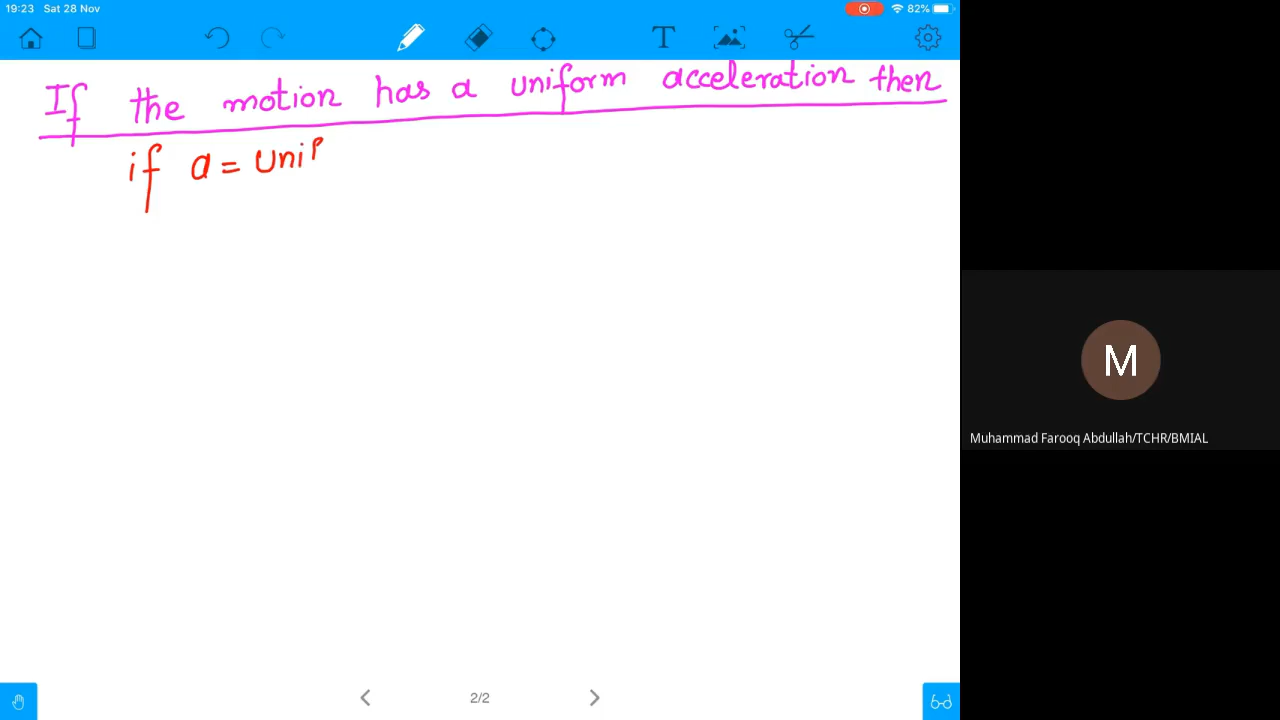 19:23 Sat 28 Nov 82%
T
If the motion has a uniform acceleration then
if a = uni
M
Muhammad Farooq Abdullah/TCHR/BMIAL
2/2